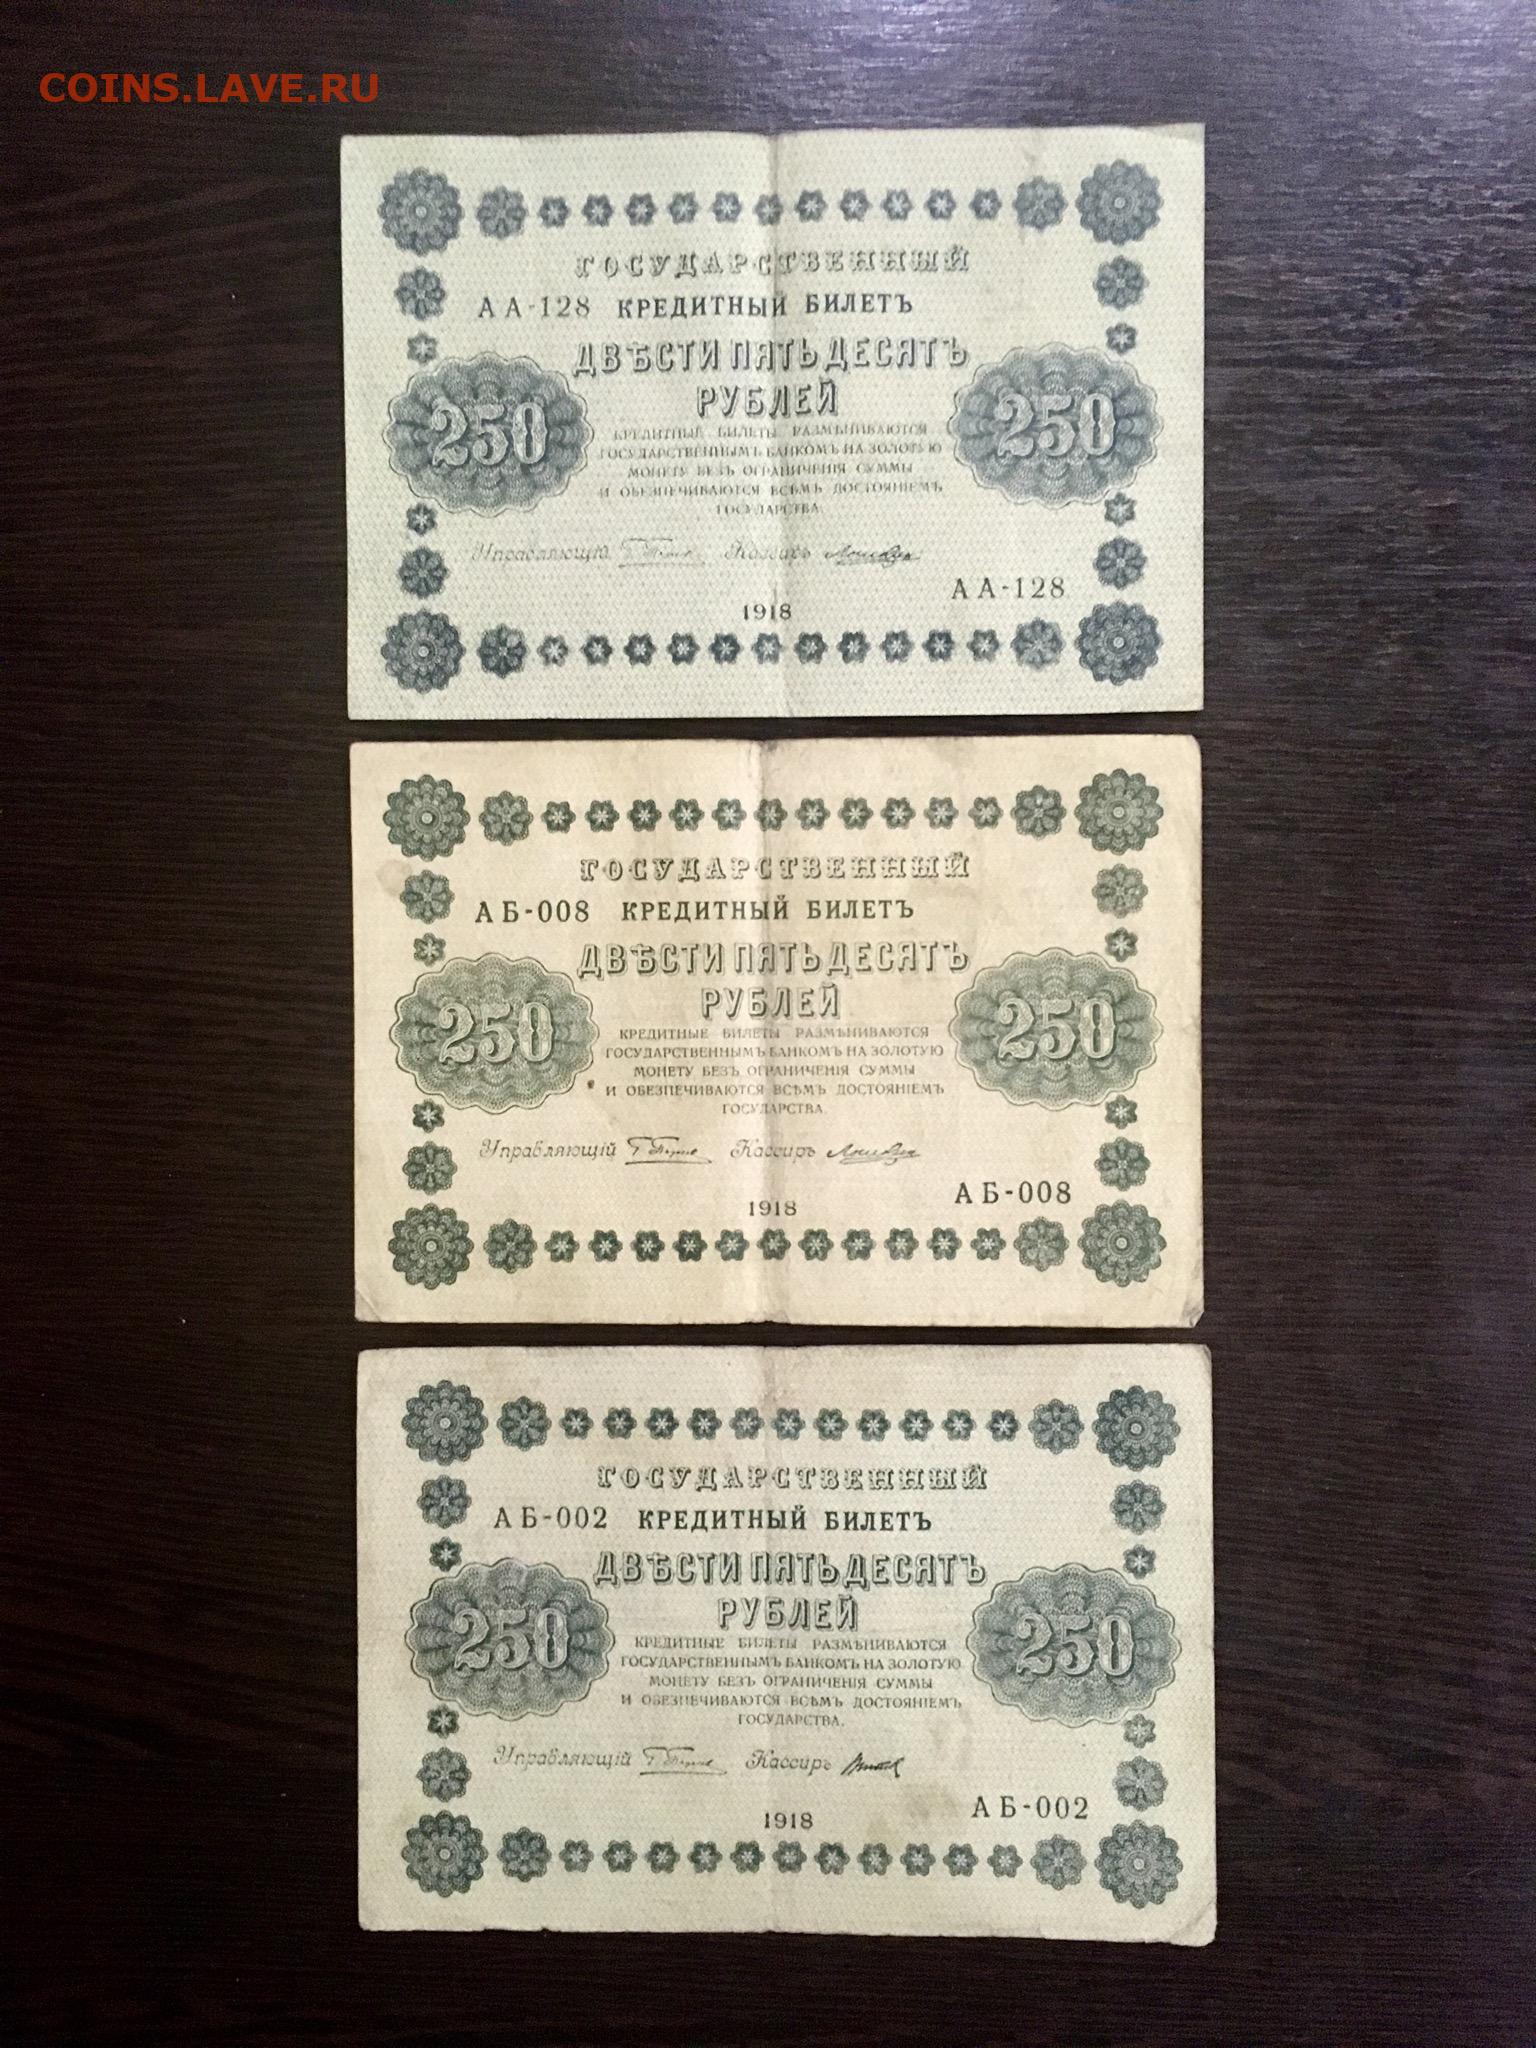 COINS.LAVE.RU
ГОСУДАРСТВЕННЫЙ
АА-128 КРЕДИТНЫЙ БИЛЕТЪ
ДВѢСТИ ПЯТЬДЕСЯТЪ
РУБЛЕЙ
250 250
КРЕДИТНЫЕ БИЛЕТЫ РАЗМѢНИВАЮТСЯ
ГОСУДАРСТВЕННЫМЪ БАНКОМЪ НА ЗОЛОТУЮ
МОНЕТУ БЕЗЪ ОГРАНИЧЕНІЯ СУММЫ
И ОБЕЗПЕЧИВАЮТСЯ ВСѢМЪ ДОСТОЯНІЕМЪ
ГОСУДАРСТВА.
Управляющій Кассиръ
АА-128
1918
ГОСУДАРСТВЕННЫЙ
АБ-008 КРЕДИТНЫЙ БИЛЕТЪ
ДВѢСТИ ПЯТЬДЕСЯТЪ
РУБЛЕЙ
250 250
КРЕДИТНЫЕ БИЛЕТЫ РАЗМѢНИВАЮТСЯ
ГОСУДАРСТВЕННЫМЪ БАНКОМЪ НА ЗОЛОТУЮ
МОНЕТУ БЕЗЪ ОГРАНИЧЕНІЯ СУММЫ
И ОБЕЗПЕЧИВАЮТСЯ ВСѢМЪ ДОСТОЯНІЕМЪ
ГОСУДАРСТВА.
Управляющій Кассиръ
АБ-008
1918
ГОСУДАРСТВЕННЫЙ
АБ-002 КРЕДИТНЫЙ БИЛЕТЪ
ДВѢСТИ ПЯТЬДЕСЯТЪ
РУБЛЕЙ
250 250
КРЕДИТНЫЕ БИЛЕТЫ РАЗМѢНИВАЮТСЯ
ГОСУДАРСТВЕННЫМЪ БАНКОМЪ НА ЗОЛОТУЮ
МОНЕТУ БЕЗЪ ОГРАНИЧЕНІЯ СУММЫ
И ОБЕЗПЕЧИВАЮТСЯ ВСѢМЪ ДОСТОЯНІЕМЪ
ГОСУДАРСТВА.
Управляющій Кассиръ
АБ-002
1918